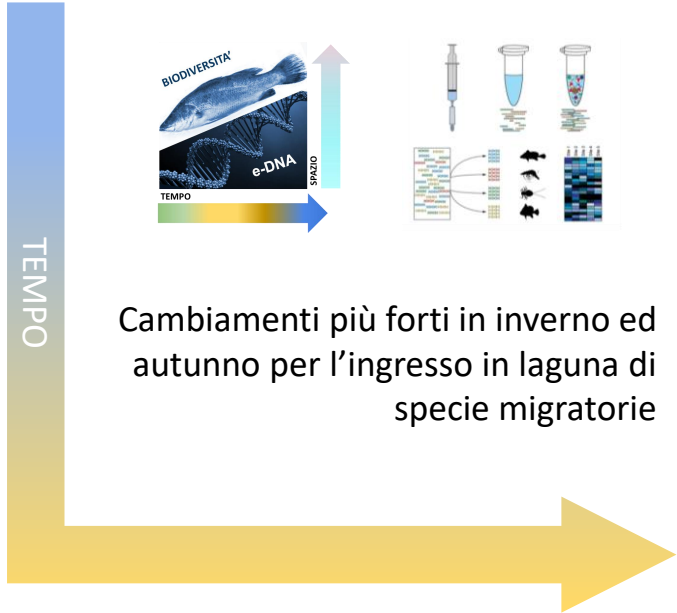 BIODIVERSITA'
e-DNA
SPAZIO
TEMPO
TEMPO
Cambiamenti più forti in inverno ed
autunno per l'ingresso in laguna di
specie migratorie